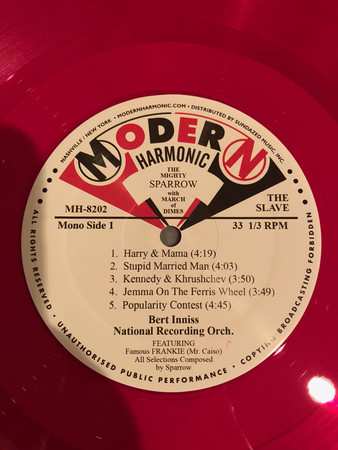 NASHVILLE / NEW YORK • MODERNHARMONIC.COM • DISTRIBUTED BY SUNDAZED MUSIC, INC.
MODERN
HARMONIC
THE
MIGHTY
SPARROW
with
MARCH
of
DIMES
MH-8202
THE
SLAVE
Mono Side 1
33 1/3 RPM
1. Harry & Mama (4:19)
2. Stupid Married Man (4:03)
3. Kennedy & Khrushchev (3:50)
4. Jemma On The Ferris Wheel (3:49)
5. Popularity Contest (4:45)
Bert Inniss
National Recording Orch.
FEATURING
Famous FRANKIE (Mr. Caiso)
All Selections Composed
by Sparrow
• ALL RIGHTS RESERVED • UNAUTHORISED PUBLIC PERFORMANCE • COPYING BROADCASTING FORBIDDEN